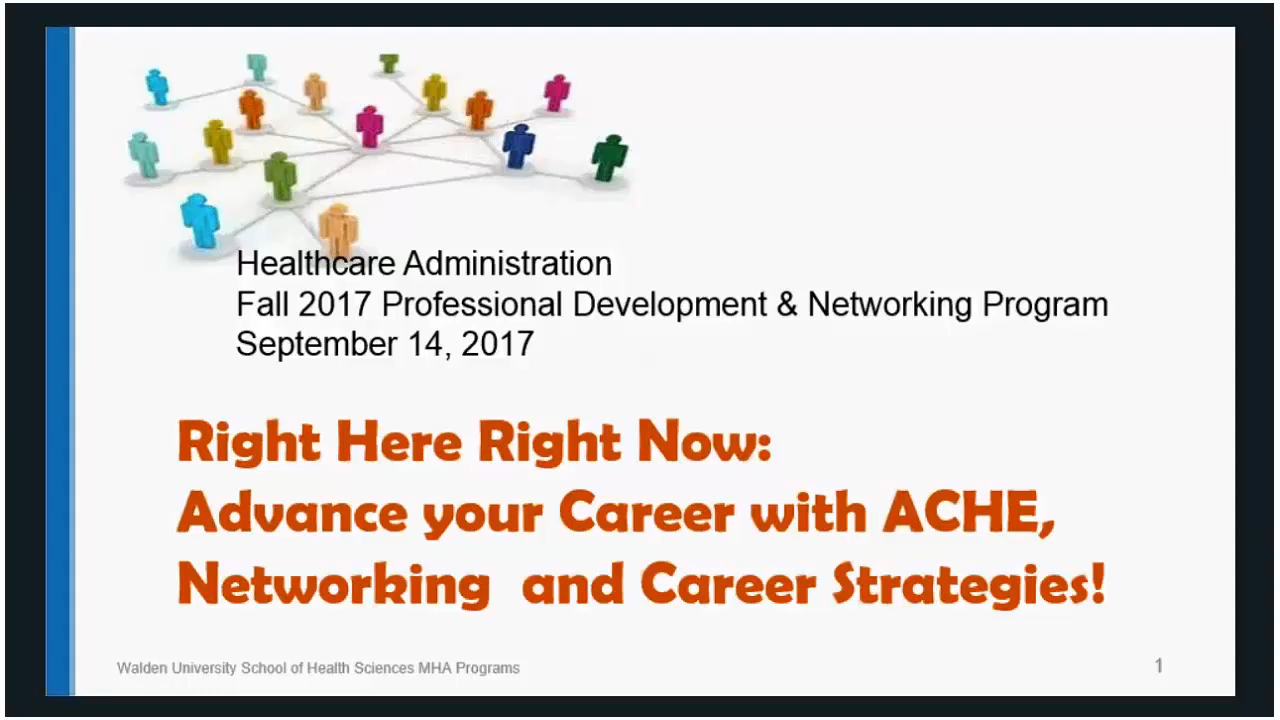 Healthcare Administration
Fall 2017 Professional Development & Networking Program
September 14, 2017
Right Here Right Now:
Advance your Career with ACHE,
Networking and Career Strategies!
Walden University School of Health Sciences MHA Programs
1